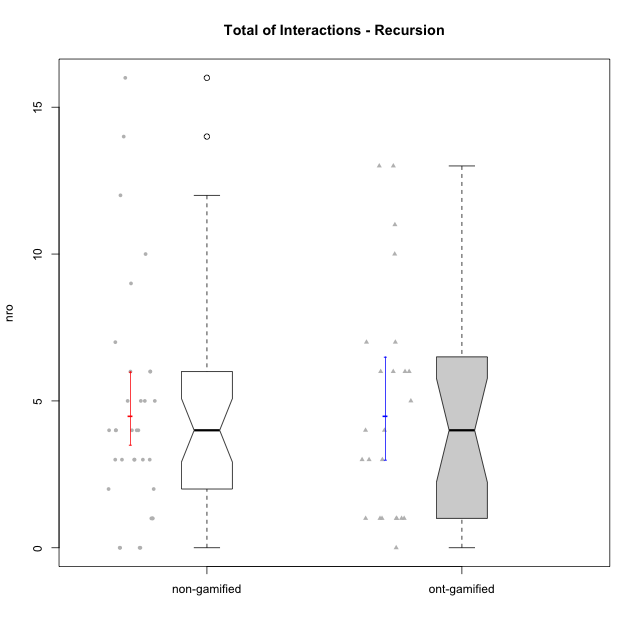 Total of Interactions - Recursion
nro
15
10
5
0
non-gamified
ont-gamified